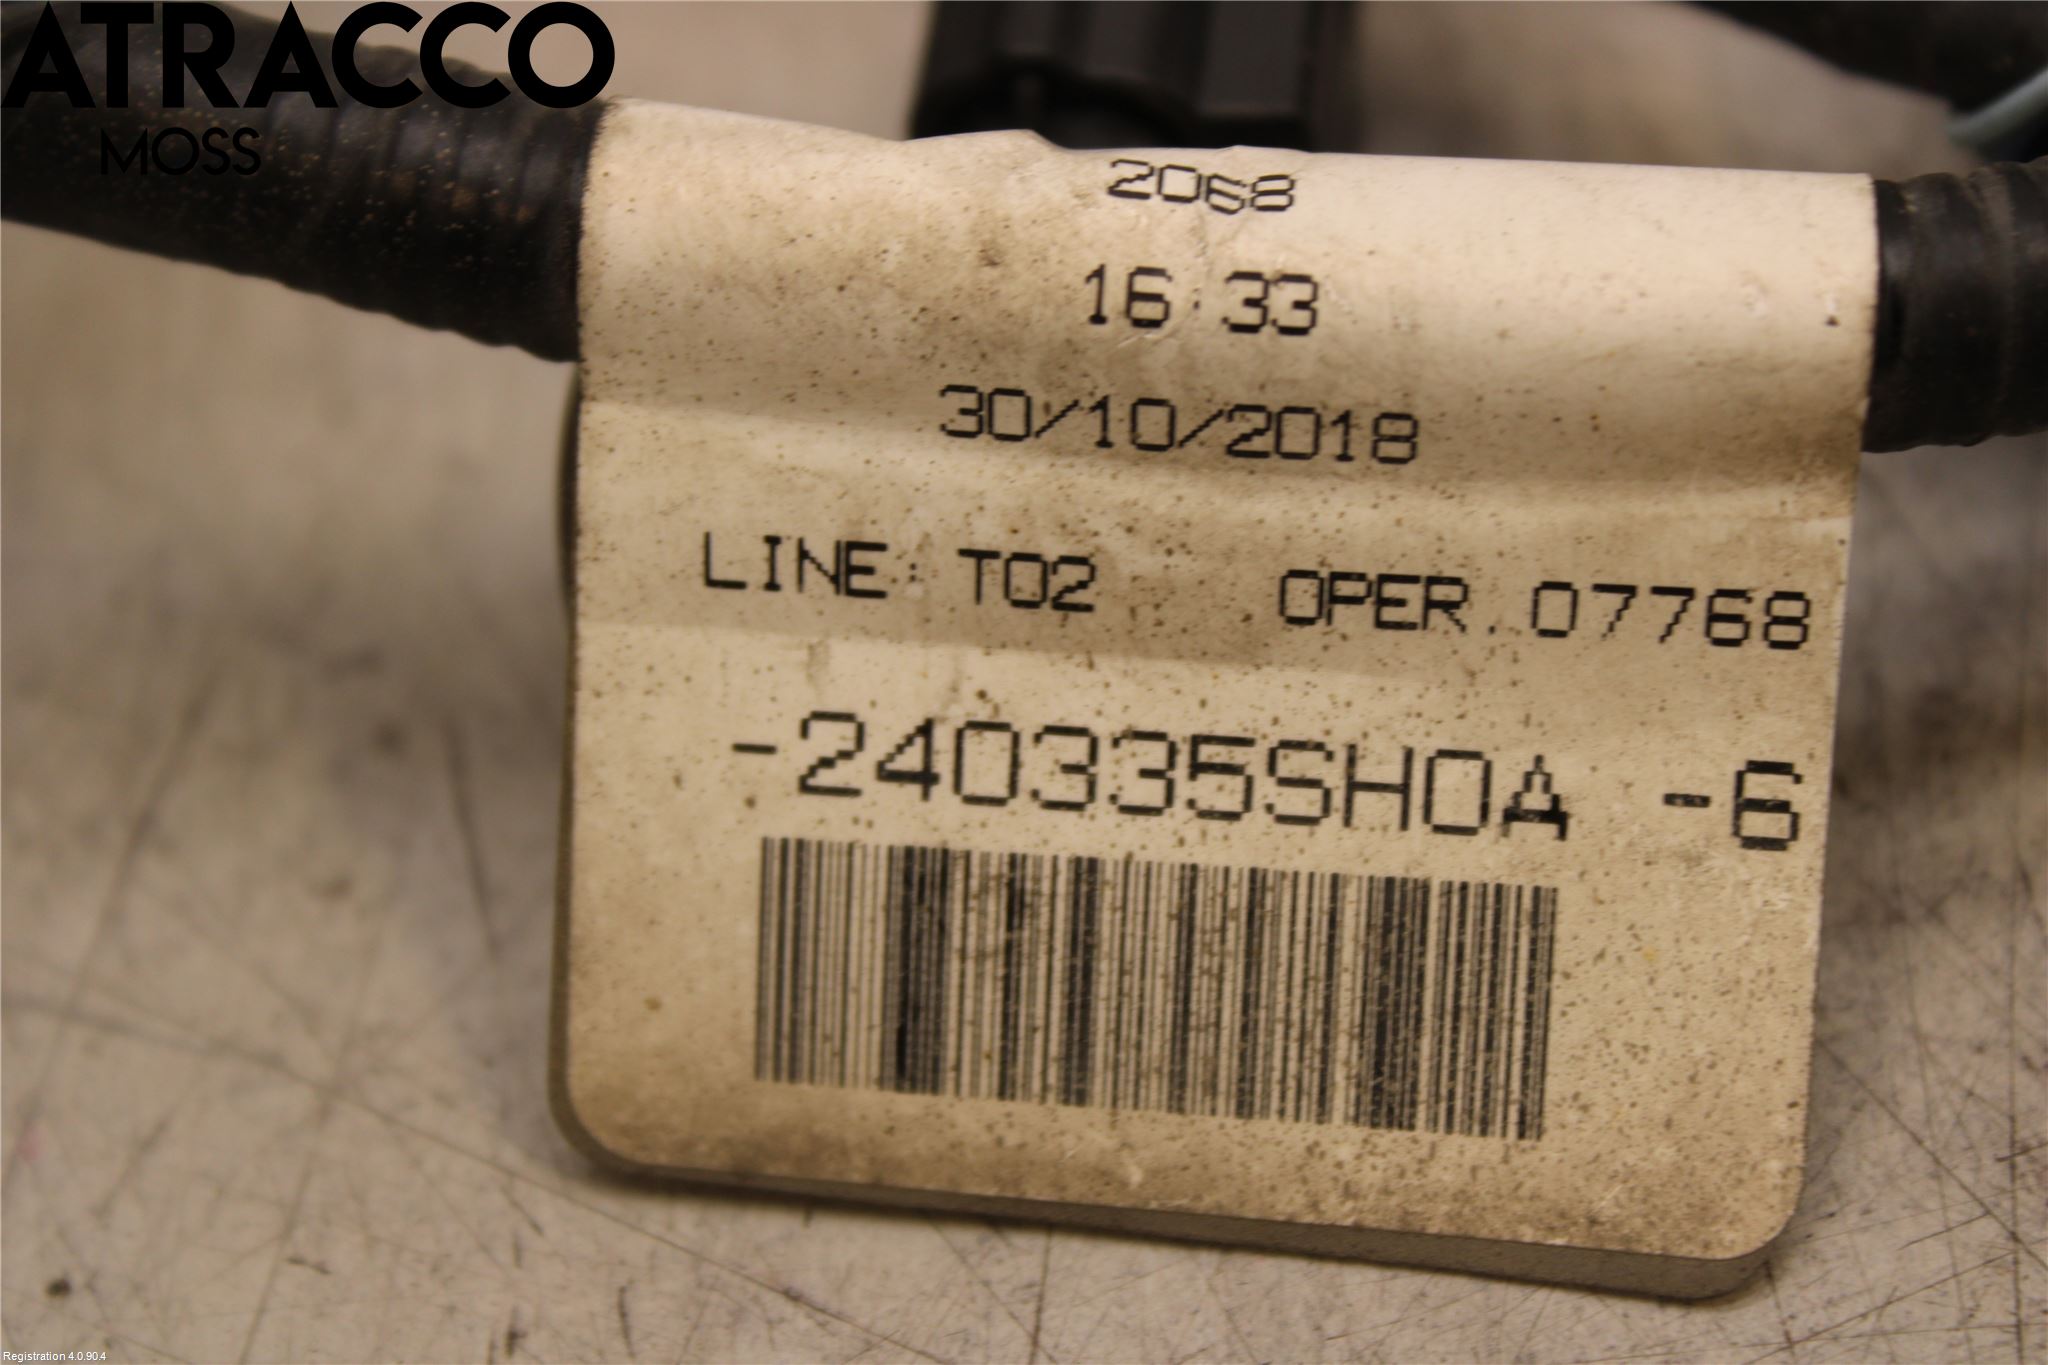 ATRACCO
MOSS
2068
16:33
30/10/2018
LINE: T02 OPER. 07768
-240335SH0A -6
Registration 4.0.90.4